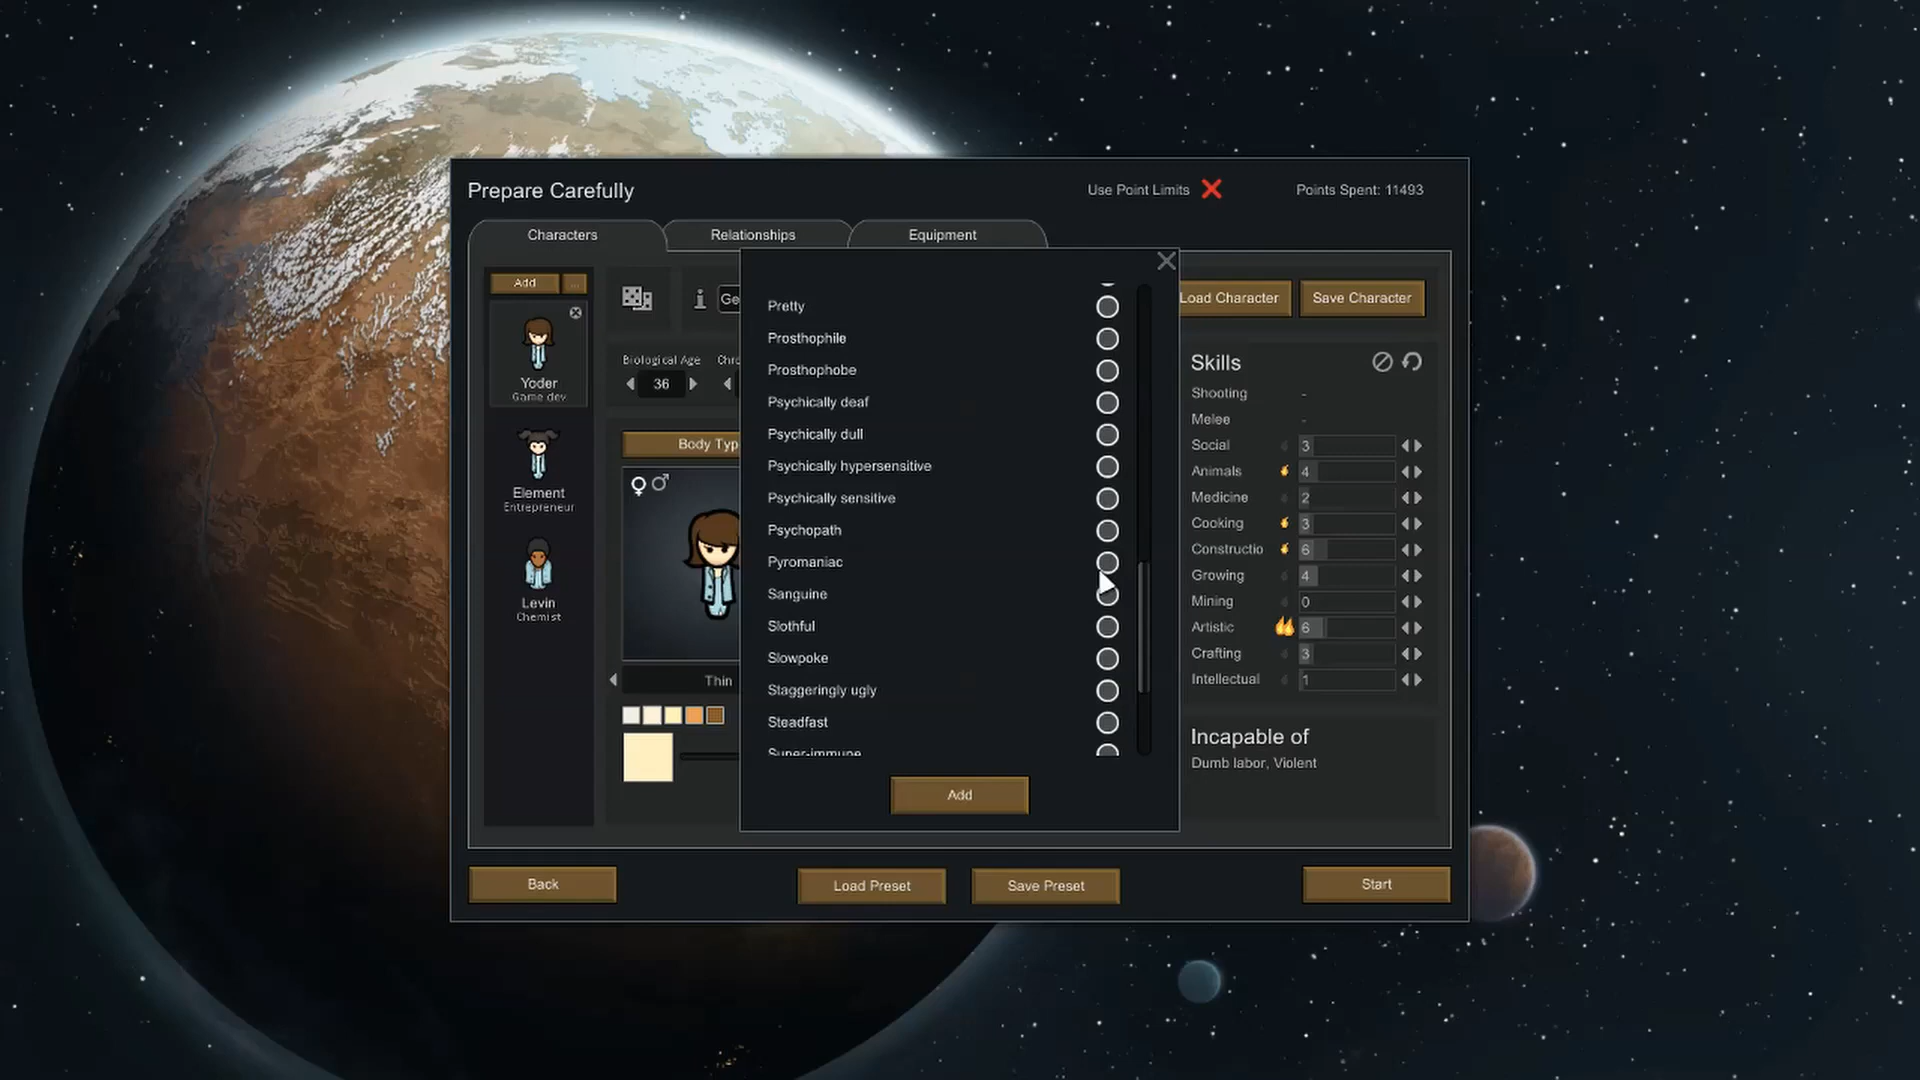 Prepare Carefully
Use Point Limits
Points Spent: 11493
Characters
Relationships
Equipment
Add
Ge
Load Character
Save Character
Yoder
Game dev
Element
Entrepreneur
Levin
Chemist
Biological Age
Chr
36
Body Typ
Thin
Pretty
Prosthophile
Prosthophobe
Psychically deaf
Psychically dull
Psychically hypersensitive
Psychically sensitive
Psychopath
Pyromaniac
Sanguine
Slothful
Slowpoke
Staggeringly ugly
Steadfast
Super-immune
Add
Skills
Shooting -
Melee -
Social 3
Animals 4
Medicine 2
Cooking 3
Constructio 6
Growing 4
Mining 0
Artistic 6
Crafting 3
Intellectual 1
Incapable of
Dumb labor, Violent
Back
Load Preset
Save Preset
Start